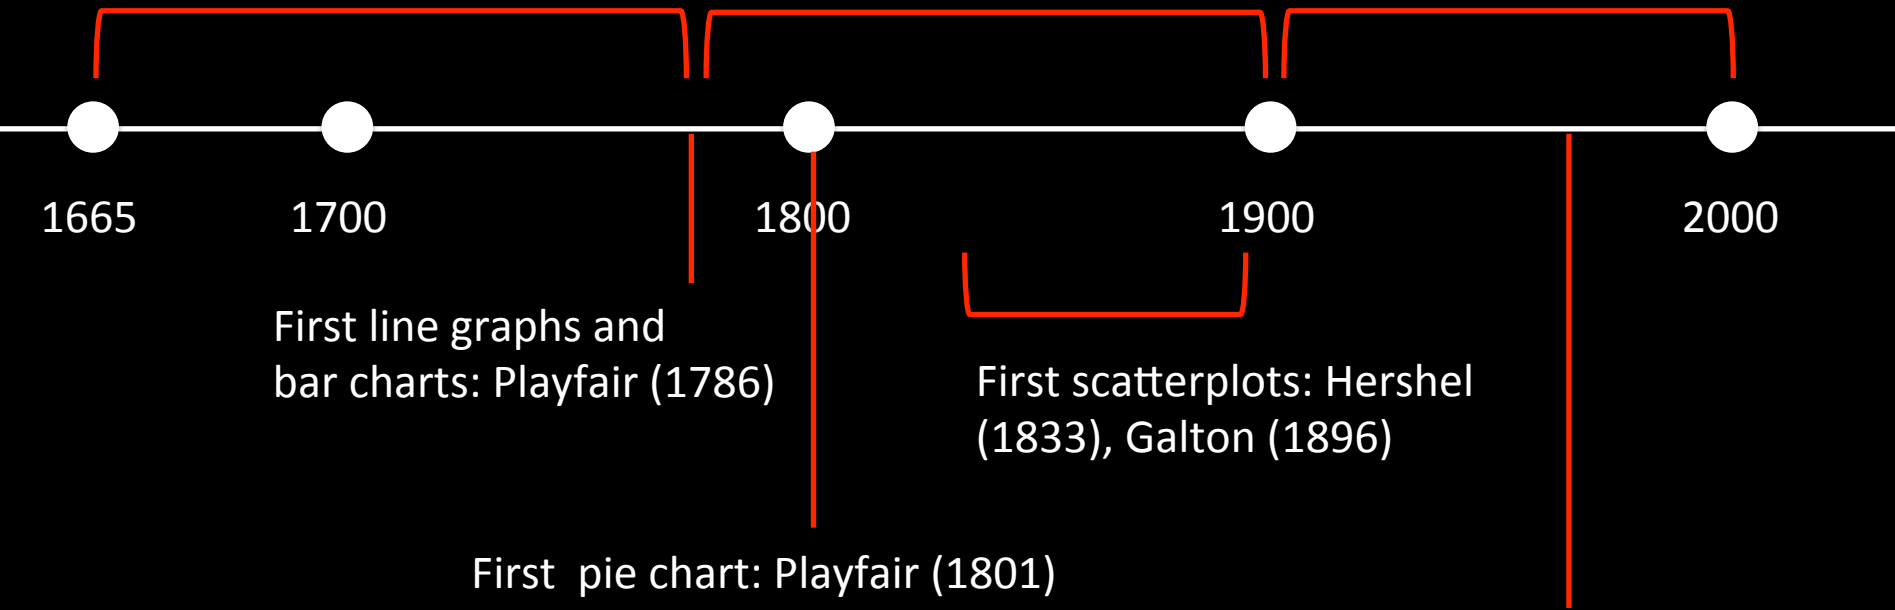 1665
1700
1800
1900
2000
First line graphs and
bar charts: Playfair (1786)
First scatterplots: Hershel
(1833), Galton (1896)
First  pie chart: Playfair (1801)